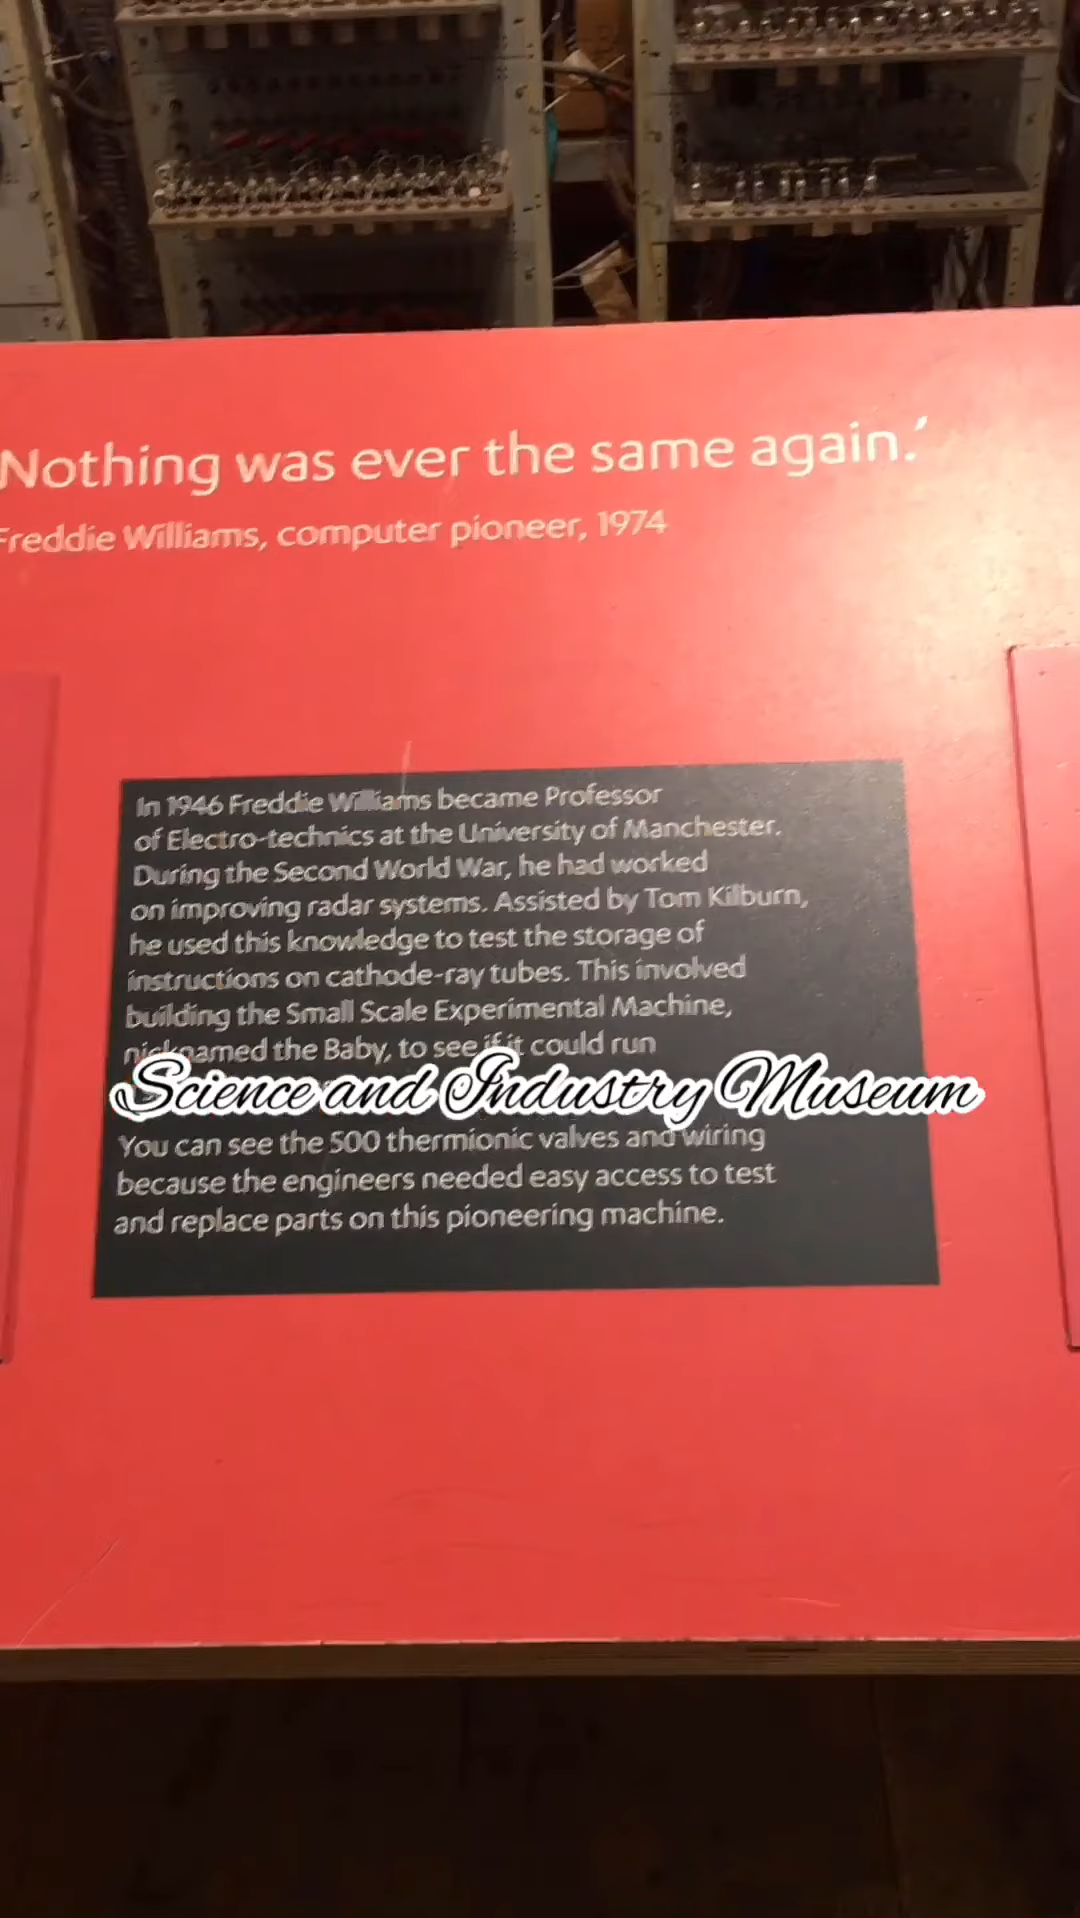 Nothing was ever the same again.'
Freddie Williams, computer pioneer, 1974
In 1946 Freddie Williams became Professor
of Electro-technics at the University of Manchester.
During the Second World War, he had worked
on improving radar systems. Assisted by Tom Kilburn,
he used this knowledge to test the storage of
instructions on cathode-ray tubes. This involved
building the Small Scale Experimental Machine,
nicknamed the Baby, to see if it could run
Science and Industry Museum
You can see the 500 thermionic valves and wiring
because the engineers needed easy access to test
and replace parts on this pioneering machine.